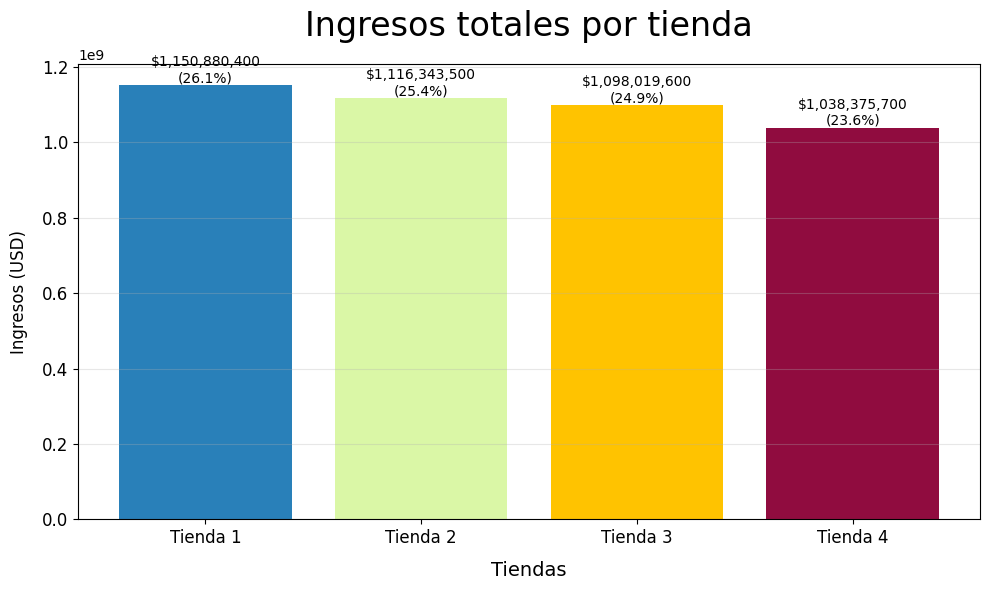 Ingresos totales por tienda
1e9
$1,150,880,400
(26.1%)
$1,116,343,500
(25.4%)
$1,098,019,600
(24.9%)
$1,038,375,700
(23.6%)
1.2
1.0
0.8
0.6
0.4
0.2
0.0
Ingresos (USD)
Tienda 1
Tienda 2
Tienda 3
Tienda 4
Tiendas